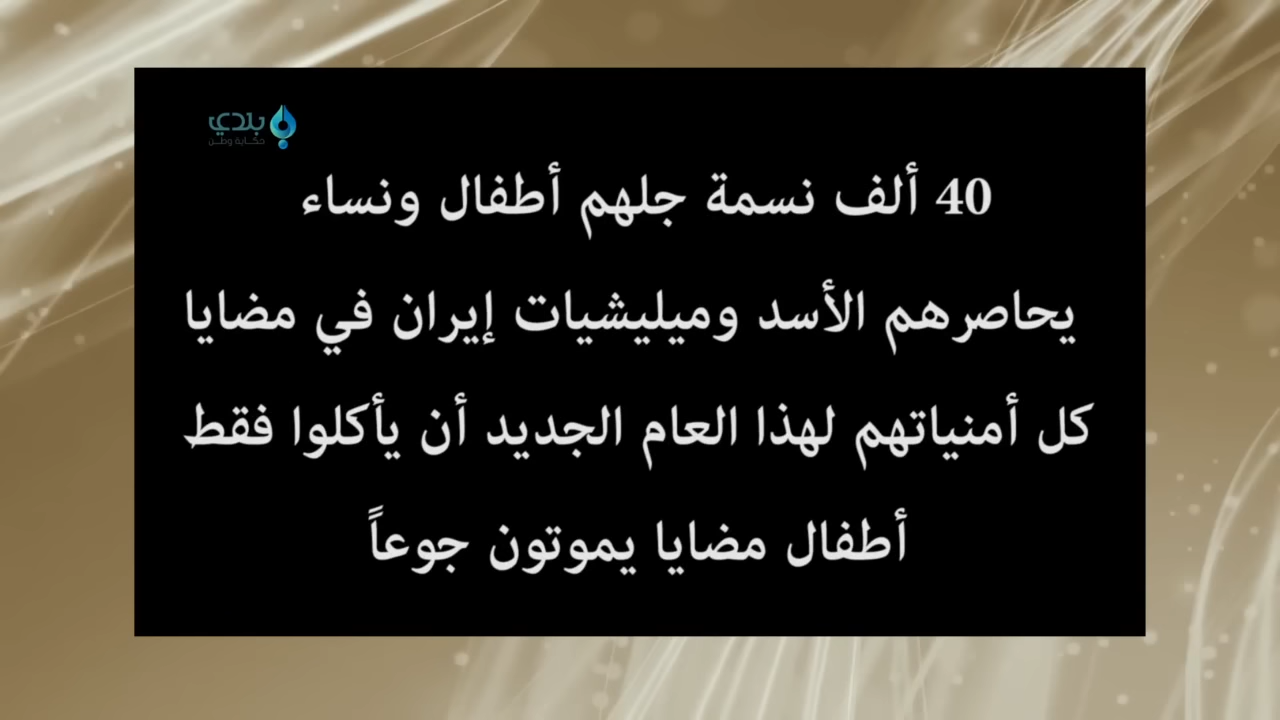 بلدي
حكاية وطن
40 ألف نسمة جلهم أطفال ونساء
يحاصرهم الأسد وميليشيات إيران في مضايا
كل أمنياتهم لهذا العام الجديد أن يأكلوا فقط
أطفال مضايا يموتون جوعاً